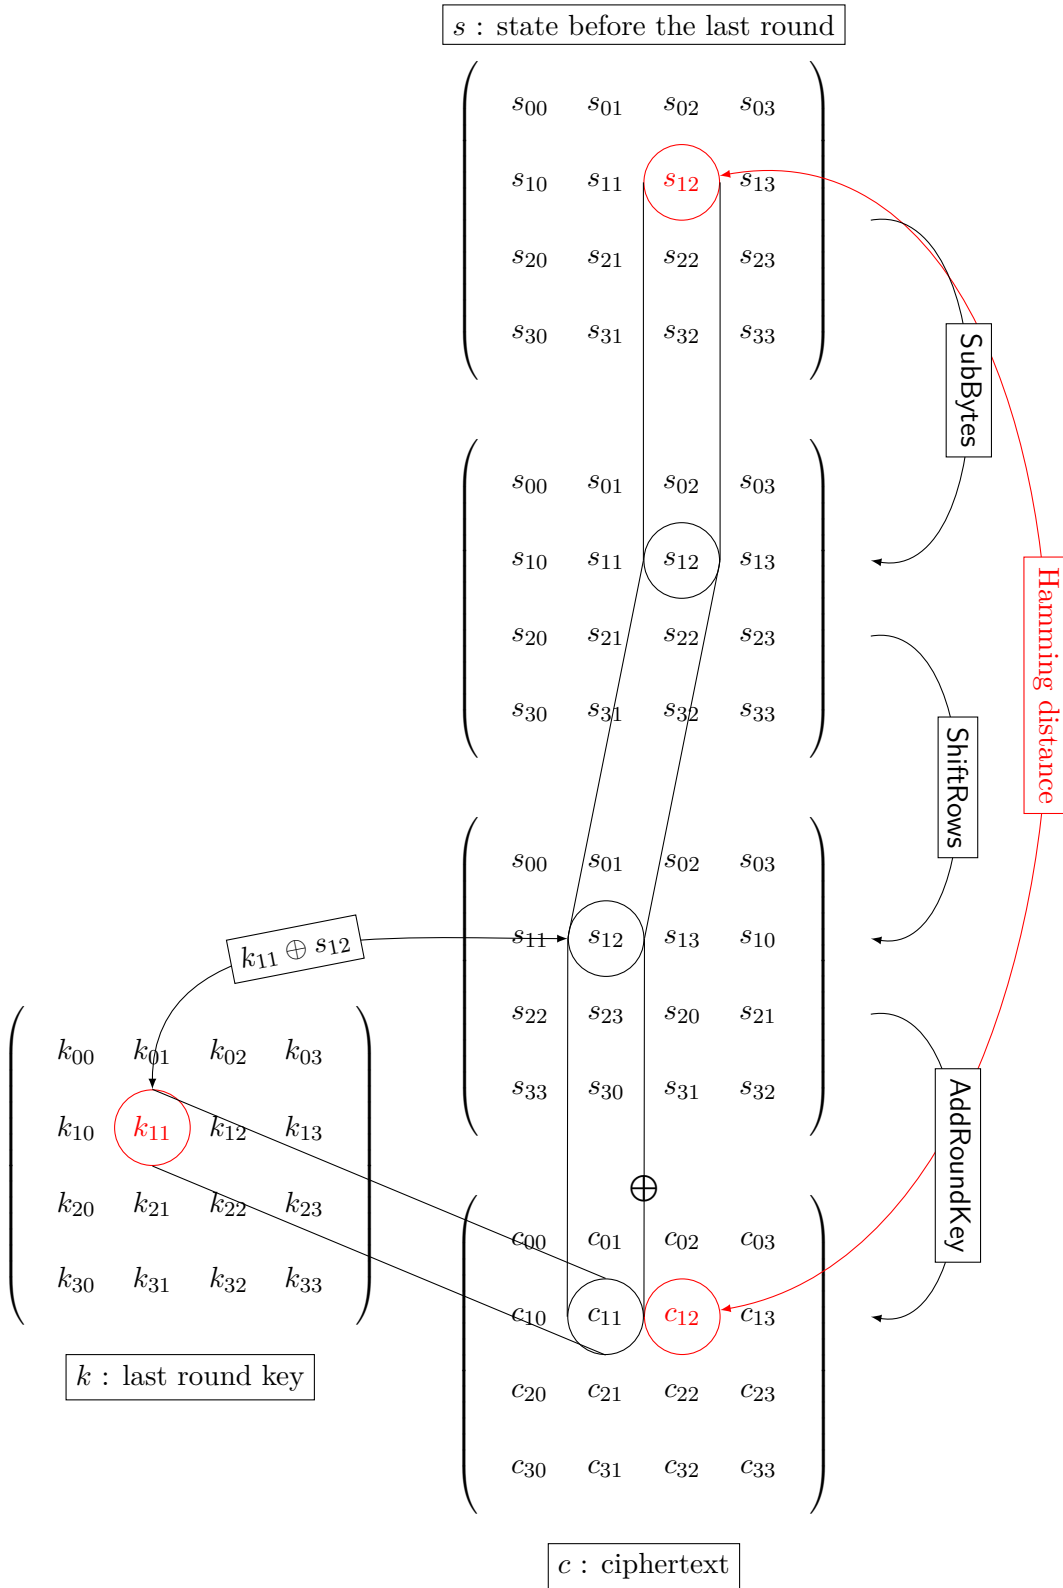 s : state before the last round
s00 s01 s02 s03
s10 s11 s12 s13
s20 s21 s22 s23
s30 s31 s32 s33
SubBytes
s00 s01 s02 s03
s10 s11 s12 s13
s20 s21 s22 s23
s30 s31 s32 s33
Hamming distance
ShiftRows
s00 s01 s02 s03
s11 s12 s13 s10
s22 s23 s20 s21
s33 s30 s31 s32
k11 ⊕ s12
k00 k01 k02 k03
k10 k11 k12 k13
k20 k21 k22 k23
k30 k31 k32 k33
k : last round key
AddRoundKey
⊕
c00 c01 c02 c03
c10 c11 c12 c13
c20 c21 c22 c23
c30 c31 c32 c33
c : ciphertext